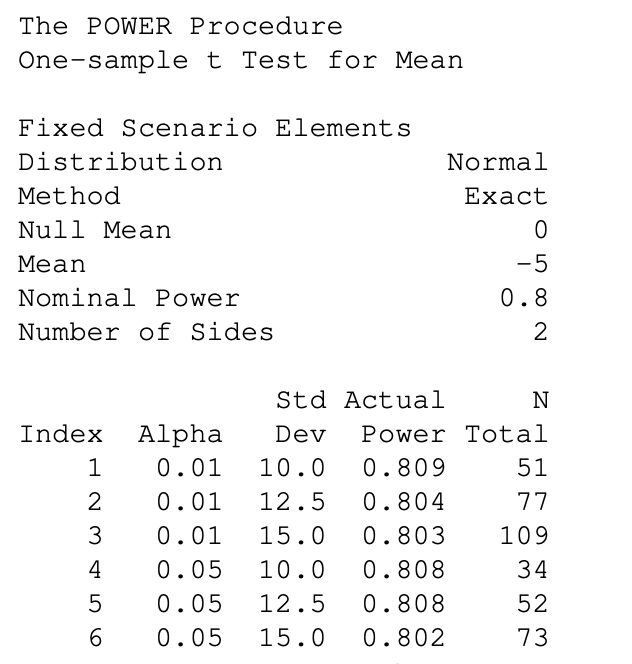 The POWER Procedure
One-sample t Test for Mean
Fixed Scenario Elements
Distribution Normal
Method Exact
Null Mean 0
Mean -5
Nominal Power 0.8
Number of Sides 2
Std Actual N
Index Alpha Dev Power Total
1 0.01 10.0 0.809 51
2 0.01 12.5 0.804 77
3 0.01 15.0 0.803 109
4 0.05 10.0 0.808 34
5 0.05 12.5 0.808 52
6 0.05 15.0 0.802 73